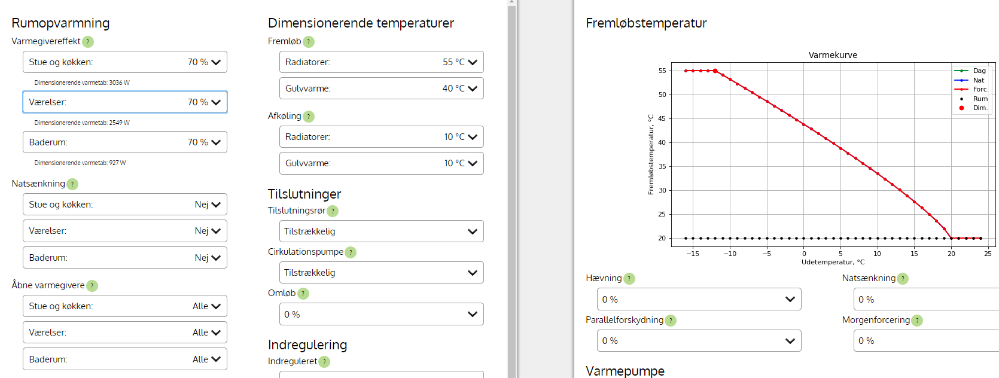 Rumopvarmning
Varmegivereffekt ?
Stue og køkken: 70 %
Dimensionerende varmetab: 3036 W
Værelser: 70 %
Dimensionerende varmetab: 2549 W
Baderum: 70 %
Dimensionerende varmetab: 927 W
Natsænkning ?
Stue og køkken: Nej
Værelser: Nej
Baderum: Nej
Åbne varmegivere ?
Stue og køkken: Alle
Værelser: Alle
Baderum: Alle
Dimensionerende temperaturer
Fremløb ?
Radiatorer: 55 °C
Gulvvarme: 40 °C
Afkøling ?
Radiatorer: 10 °C
Gulvvarme: 10 °C
Tilslutninger
Tilslutningsrør ?
Tilstrækkelig
Cirkulationspumpe ?
Tilstrækkelig
Omløb ?
0 %
Indregulering
Indreguleret ?
Fremløbstemperatur
Varmekurve
Fremløbstemperatur, °C
55
50
45
40
35
30
25
20
Dag
Nat
Forc.
Rum
Dim.
−15 −10 −5 0 5 10 15 20 25
Udetemperatur, °C
Hævning ? Natsænkning ?
0 % 0 %
Parallelforskydning ? Morgenforcering ?
0 % 0 %
Varmepumpe